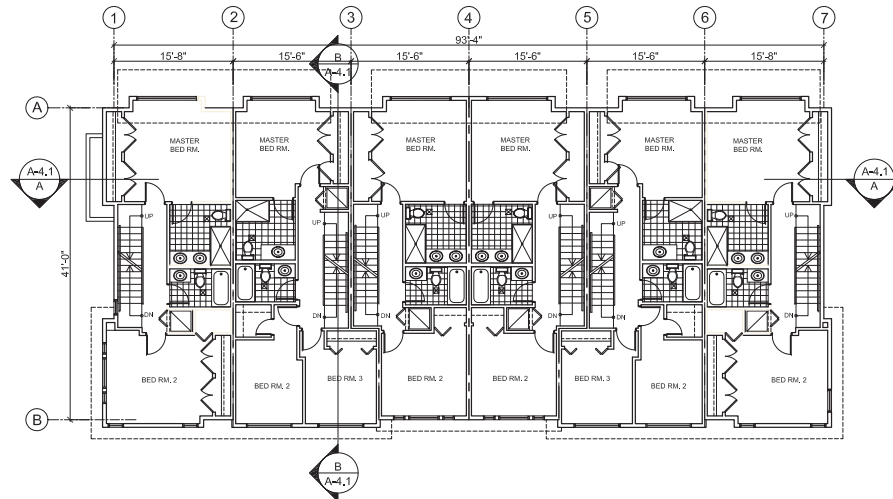 1 2 3 4 5 6 7
93'-4"
15'-8" 15'-6" 15'-6" 15'-6" 15'-6" 15'-8"
B
A-4.1
A
MASTER BED RM.
MASTER BED RM.
MASTER BED RM.
MASTER BED RM.
MASTER BED RM.
MASTER BED RM.
A-4.1
A
A-4.1
A
UP
UP
UP
UP
UP
UP
41'-0"
DN
DN
DN
DN
DN
DN
BED RM. 2
BED RM. 2
BED RM. 3
BED RM. 2
BED RM. 2
BED RM. 3
BED RM. 2
BED RM. 2
B
B
A-4.1